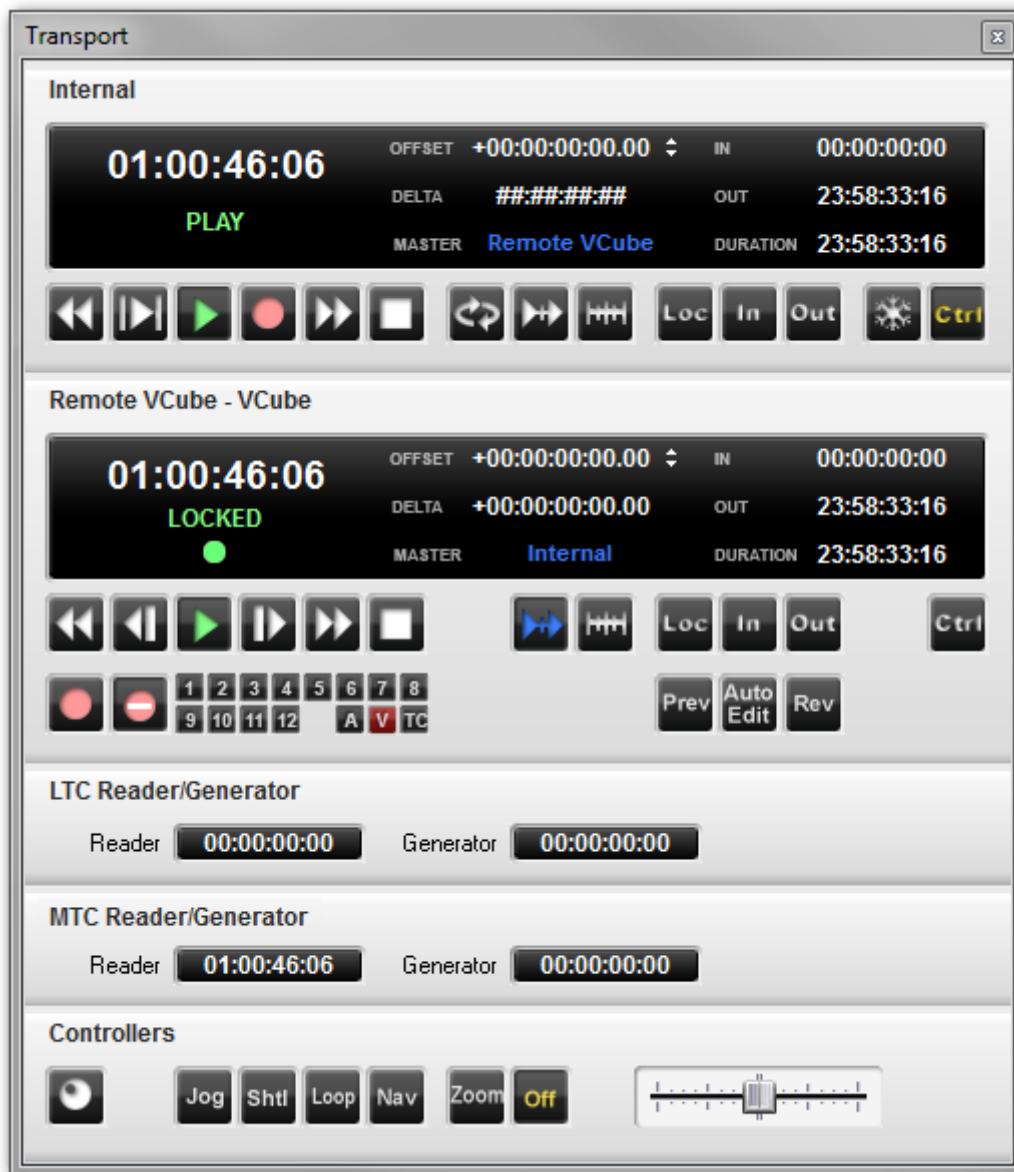 Transport
Internal
01:00:46:06 OFFSET +00:00:00:00.00 IN 00:00:00:00
PLAY DELTA ##:##:##:## OUT 23:58:33:16
MASTER Remote VCube DURATION 23:58:33:16
Loc In Out Ctrl
Remote VCube - VCube
01:00:46:06 OFFSET +00:00:00:00.00 IN 00:00:00:00
LOCKED DELTA +00:00:00:00.00 OUT 23:58:33:16
MASTER Internal DURATION 23:58:33:16
Loc In Out Ctrl
1 2 3 4 5 6 7 8
9 10 11 12 A V TC
Prev Auto Edit Rev
LTC Reader/Generator
Reader 00:00:00:00 Generator 00:00:00:00
MTC Reader/Generator
Reader 01:00:46:06 Generator 00:00:00:00
Controllers
Jog Shtl Loop Nav Zoom Off